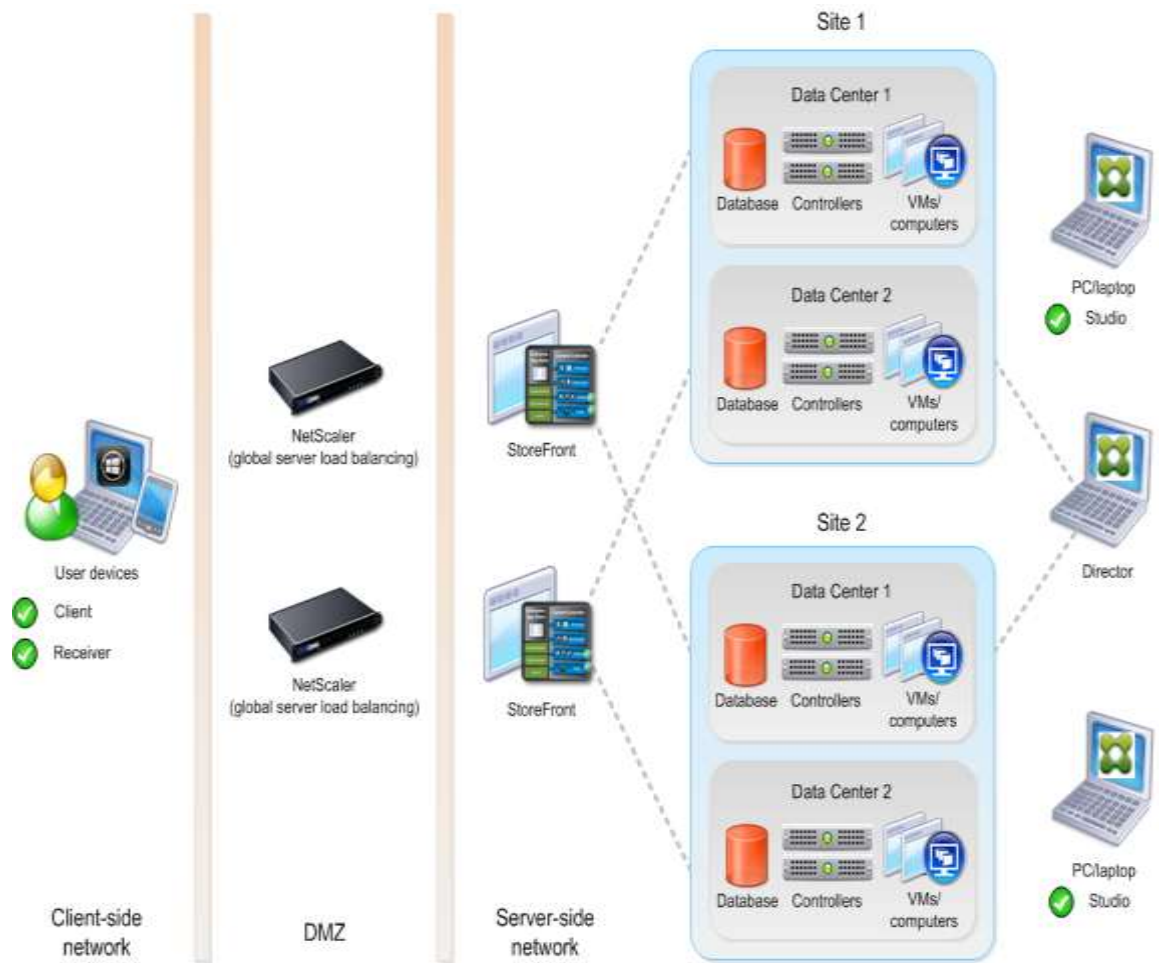 Site 1
Data Center 1
Database
Controllers
VMs/
computers
Data Center 2
Database
Controllers
VMs/
computers
PC/laptop
Studio
NetScaler
(global server load balancing)
StoreFront
User devices
Client
Receiver
NetScaler
(global server load balancing)
StoreFront
Director
Site 2
Data Center 1
Database
Controllers
VMs/
computers
Data Center 2
Database
Controllers
VMs/
computers
PC/laptop
Studio
Client-side
network
DMZ
Server-side
network